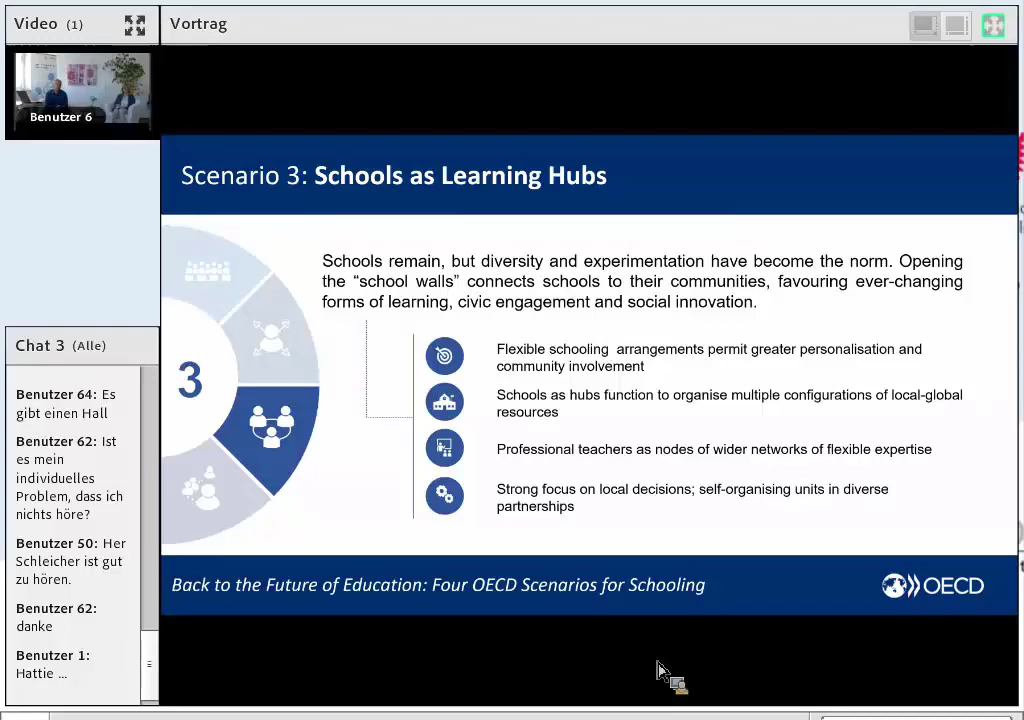 Video (1)
Vortrag
Benutzer 6
Scenario 3: Schools as Learning Hubs
Schools remain, but diversity and experimentation have become the norm. Opening
the “school walls” connects schools to their communities, favouring ever-changing
forms of learning, civic engagement and social innovation.
3
Flexible schooling arrangements permit greater personalisation and
community involvement
Schools as hubs function to organise multiple configurations of local-global
resources
Professional teachers as nodes of wider networks of flexible expertise
Strong focus on local decisions; self-organising units in diverse
partnerships
Back to the Future of Education: Four OECD Scenarios for Schooling
OECD
Chat 3 (Alle)
Benutzer 64: Es
gibt einen Hall
Benutzer 62: Ist
es mein
individuelles
Problem, dass ich
nichts höre?
Benutzer 50: Her
Schleicher ist gut
zu hören.
Benutzer 62:
danke
Benutzer 1:
Hattie ...